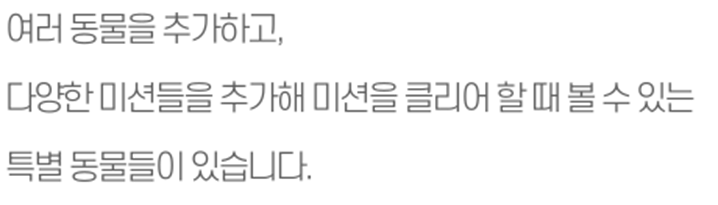 여러 동물을 추가하고,
다양한 미션들을 추가해 미션을 클리어 할 때 볼 수 있는
특별 동물들이 있습니다.